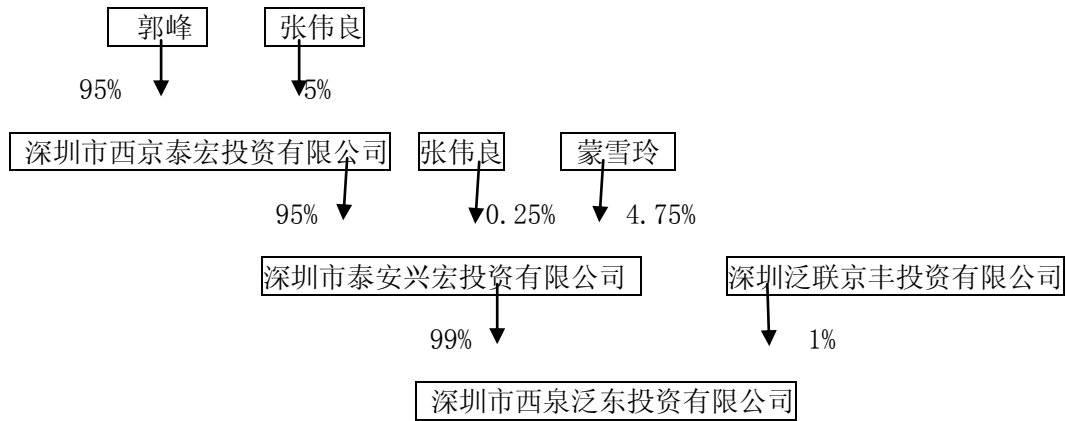 郭峰 张伟良
95% 5%
深圳市西京泰宏投资有限公司 张伟良 蒙雪玲
95% 0.25% 4.75%
深圳市泰安兴宏投资有限公司 深圳泛联京丰投资有限公司
99% 1%
深圳市西泉泛东投资有限公司